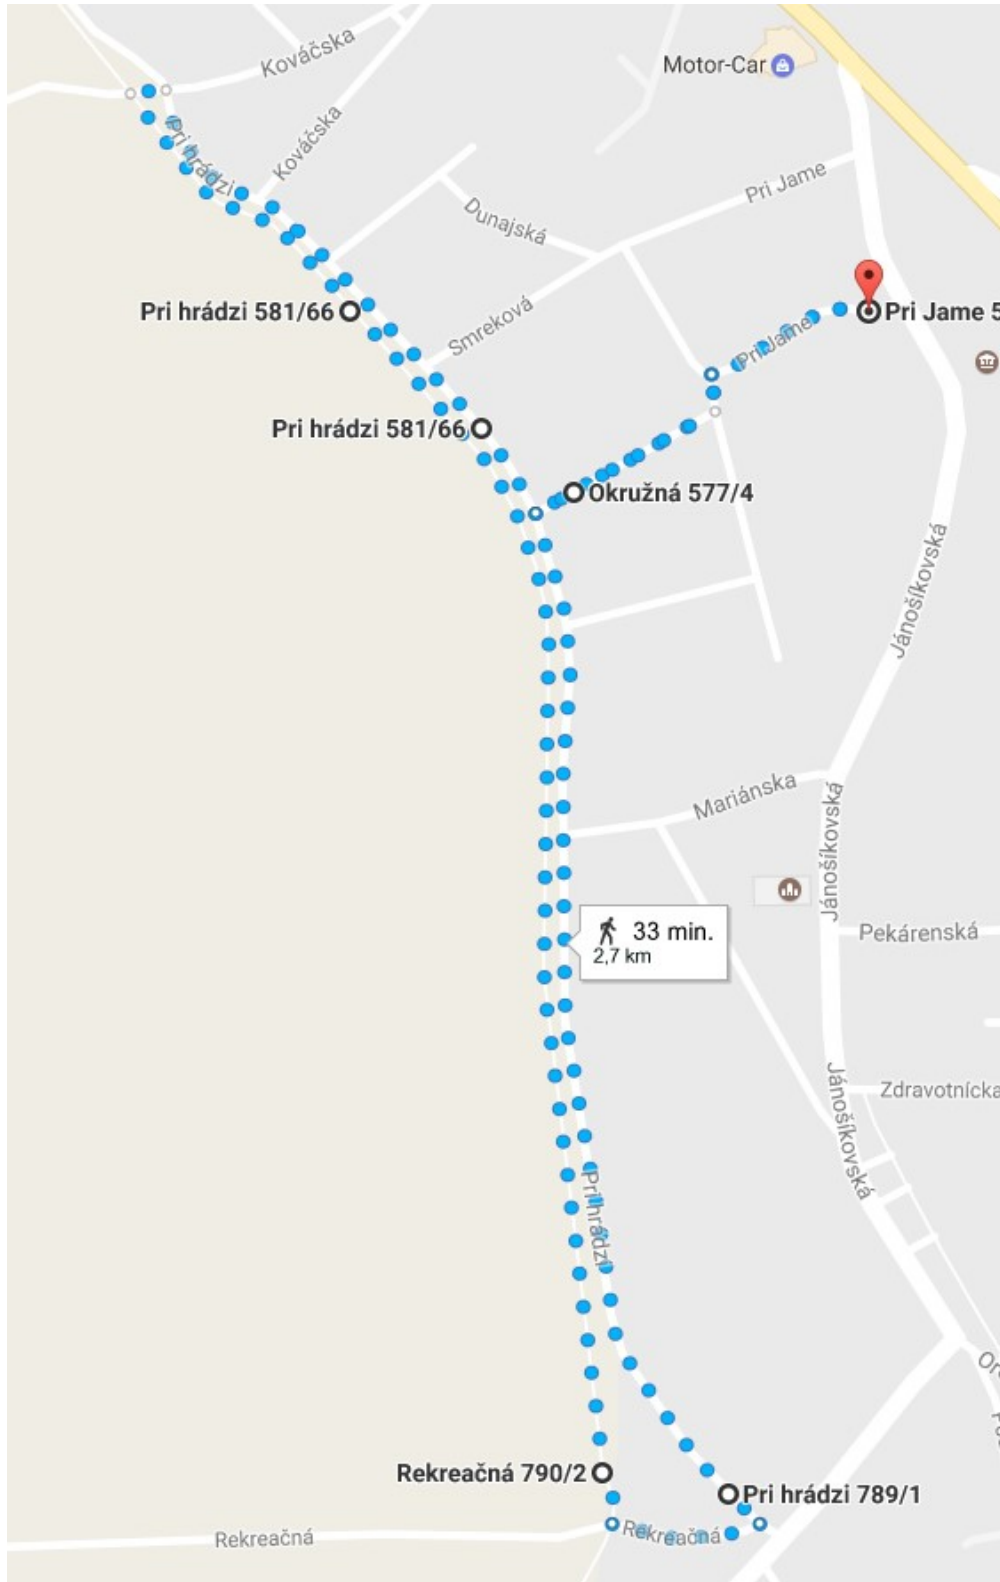 Kováčska
Motor-Car
Pri hrádzi
Kováčska
Pri Jame
Dunajská
Pri hrádzi 581/66
Pri Jame 5
Smreková
Pri Jame
Pri hrádzi 581/66
Okružná 577/4
Jánošíkovská
Mariánska
Jánošíkovská
33 min.
2,7 km
Pekárenská
Zdravotnícka
Jánošíkovská
Pri hrádzi
Rekreačná 790/2
Pri hrádzi 789/1
Rekreačná
Rekreačná